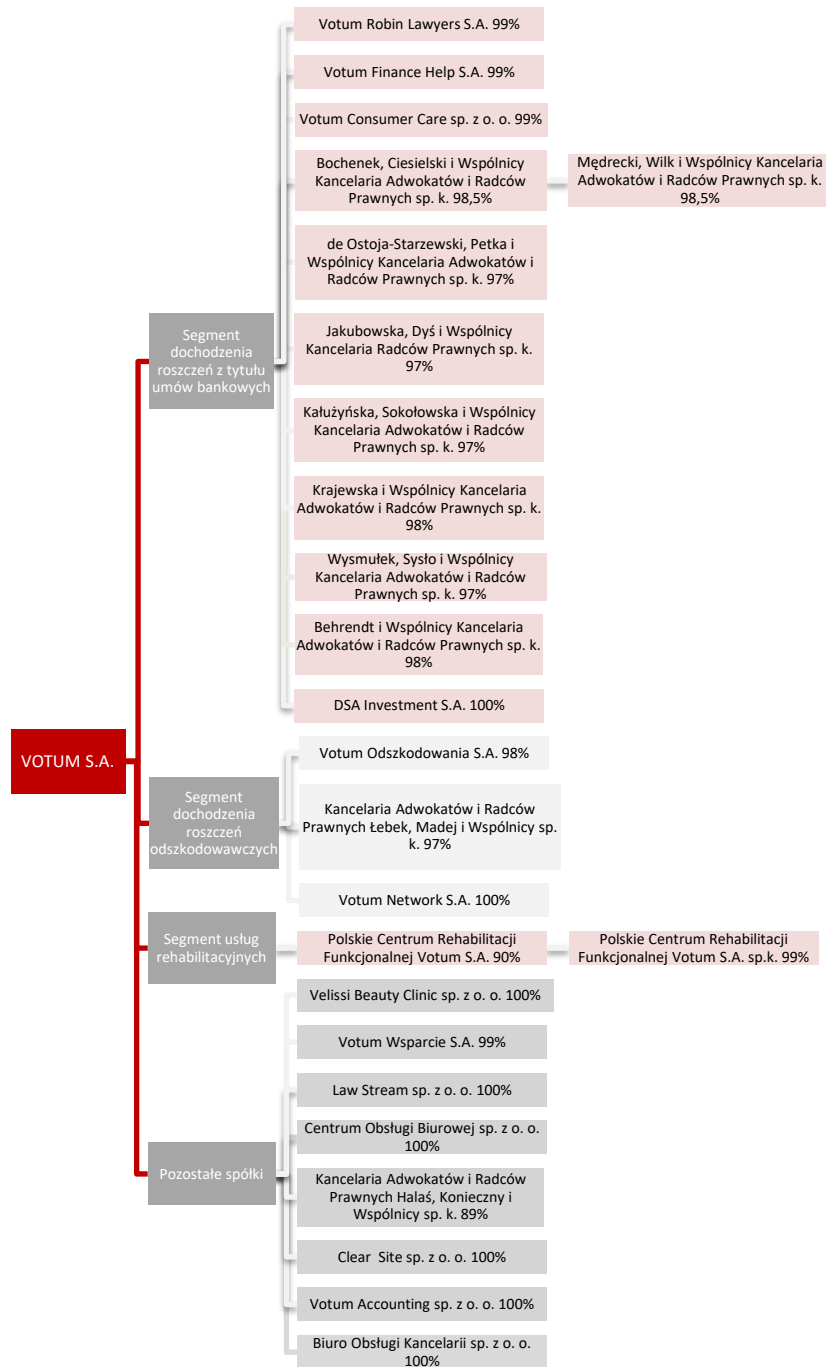 VOTUM S.A.
Segment
dochodzenia
roszczeń z tytułu
umów bankowych
Votum Robin Lawyers S.A. 99%
Votum Finance Help S.A. 99%
Votum Consumer Care sp. z o. o. 99%
Bochenek, Ciesielski i Wspólnicy
Kancelaria Adwokatów i Radców
Prawnych sp. k. 98,5%
Mędrecki, Wilk i Wspólnicy Kancelaria
Adwokatów i Radców Prawnych sp. k.
98,5%
de Ostoja-Starzewski, Petka i
Wspólnicy Kancelaria Adwokatów i
Radców Prawnych sp. k. 97%
Jakubowska, Dyś i Wspólnicy
Kancelaria Radców Prawnych sp. k.
97%
Kałużyńska, Sokołowska i Wspólnicy
Kancelaria Adwokatów i Radców
Prawnych sp. k. 97%
Krajewska i Wspólnicy Kancelaria
Adwokatów i Radców Prawnych sp. k.
98%
Wysmułek, Sysło i Wspólnicy
Kancelaria Adwokatów i Radców
Prawnych sp. k. 97%
Behrendt i Wspólnicy Kancelaria
Adwokatów i Radców Prawnych sp. k.
98%
DSA Investment S.A. 100%
Segment
dochodzenia
roszczeń
odszkodowawczych
Votum Odszkodowania S.A. 98%
Kancelaria Adwokatów i Radców
Prawnych Łebek, Madej i Wspólnicy sp.
k. 97%
Votum Network S.A. 100%
Segment usług
rehabilitacyjnych
Polskie Centrum Rehabilitacji
Funkcjonalnej Votum S.A. 90%
Polskie Centrum Rehabilitacji
Funkcjonalnej Votum S.A. sp.k. 99%
Pozostałe spółki
Velissi Beauty Clinic sp. z o. o. 100%
Votum Wsparcie S.A. 99%
Law Stream sp. z o. o. 100%
Centrum Obsługi Biurowej sp. z o. o.
100%
Kancelaria Adwokatów i Radców
Prawnych Halaś, Konieczny i
Wspólnicy sp. k. 89%
Clear  Site sp. z o. o. 100%
Votum Accounting sp. z o. o. 100%
Biuro Obsługi Kancelarii sp. z o. o.
100%